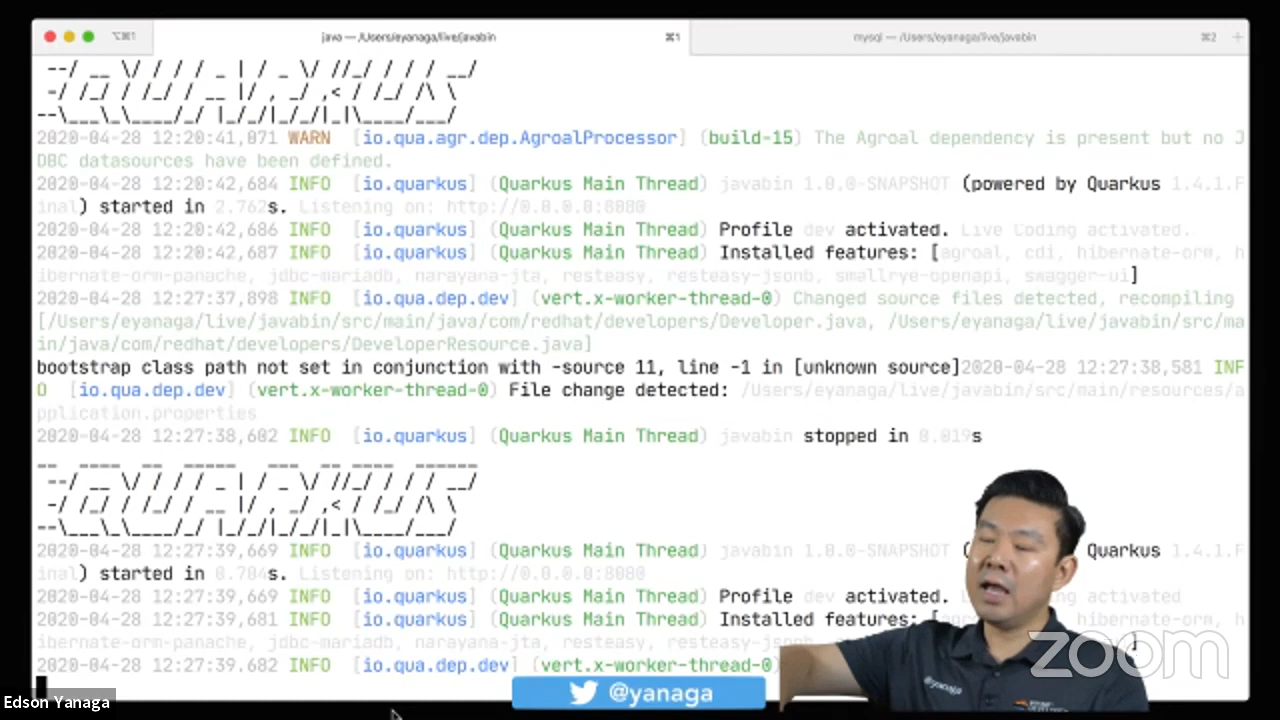 ⌥⌘1
java — /Users/eyanaga/live/javabin
⌘1
mysql — /Users/eyanaga/live/javabin
⌘2
+
2020-04-28 12:20:41,071 WARN  [io.qua.agr.dep.AgroalProcessor] (build-15) The Agroal dependency is present but no J
DBC datasources have been defined.
2020-04-28 12:20:42,684 INFO  [io.quarkus] (Quarkus Main Thread) javabin 1.0.0-SNAPSHOT (powered by Quarkus 1.4.1.F
inal) started in 2.762s. Listening on: http://0.0.0.0:8080
2020-04-28 12:20:42,686 INFO  [io.quarkus] (Quarkus Main Thread) Profile dev activated. Live Coding activated.
2020-04-28 12:20:42,687 INFO  [io.quarkus] (Quarkus Main Thread) Installed features: [agroal, cdi, hibernate-orm, h
ibernate-orm-panache, jdbc-mariadb, narayana-jta, resteasy, resteasy-jsonb, smallrye-openapi, swagger-ui]
2020-04-28 12:27:37,898 INFO  [io.qua.dep.dev] (vert.x-worker-thread-0) Changed source files detected, recompiling
[/Users/eyanaga/live/javabin/src/main/java/com/redhat/developers/Developer.java, /Users/eyanaga/live/javabin/src/ma
in/java/com/redhat/developers/DeveloperResource.java]
bootstrap class path not set in conjunction with -source 11, line -1 in [unknown source]2020-04-28 12:27:38,581 INF
O  [io.qua.dep.dev] (vert.x-worker-thread-0) File change detected: /Users/eyanaga/live/javabin/src/main/resources/a
pplication.properties
2020-04-28 12:27:38,602 INFO  [io.quarkus] (Quarkus Main Thread) javabin stopped in 0.019s
2020-04-28 12:27:39,669 INFO  [io.quarkus] (Quarkus Main Thread) javabin 1.0.0-SNAPSHOT ( Quarkus 1.4.1.F
inal) started in 0.784s. Listening on: http://0.0.0.0:8080
2020-04-28 12:27:39,669 INFO  [io.quarkus] (Quarkus Main Thread) Profile dev activated. activated
2020-04-28 12:27:39,681 INFO  [io.quarkus] (Quarkus Main Thread) Installed features: [ hibernate-orm, h
ibernate-orm-panache, jdbc-mariadb, narayana-jta, resteasy, resteasy-jsonb, ]
2020-04-28 12:27:39,682 INFO  [io.qua.dep.dev] (vert.x-worker-thread-0)
@yanaga
zoom
@yanaga
Edson Yanaga